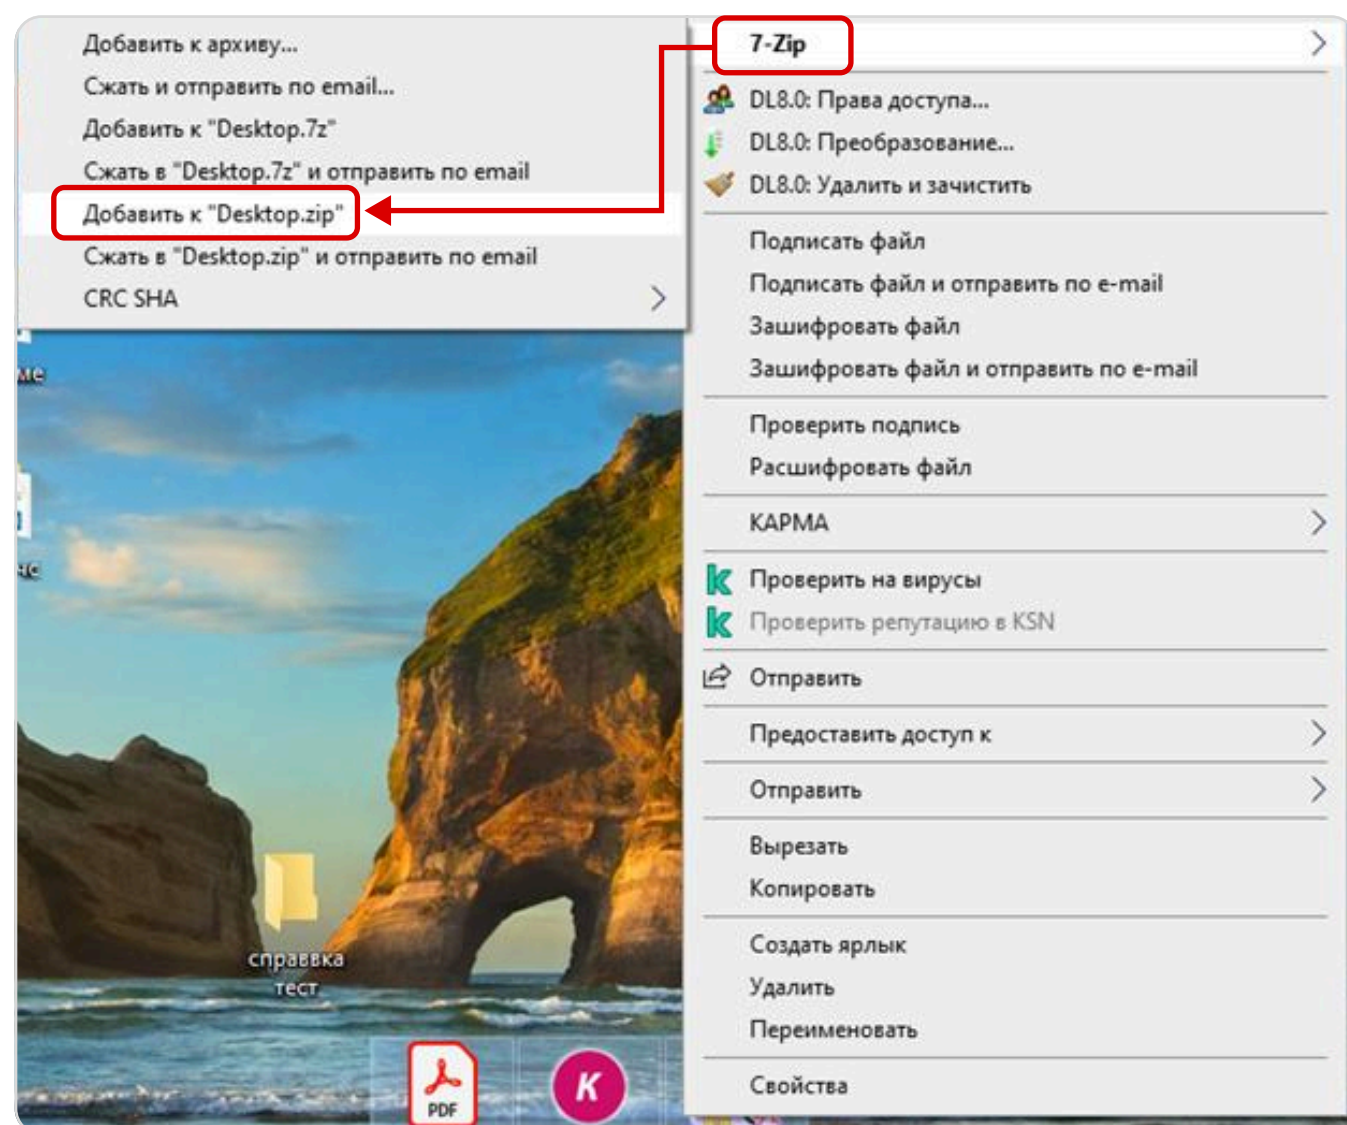 Добавить к архиву...
Сжать и отправить по email...
Добавить к "Desktop.7z"
Сжать в "Desktop.7z" и отправить по email
Добавить к "Desktop.zip"
Сжать в "Desktop.zip" и отправить по email
CRC SHA
7-Zip
DL8.0: Права доступа...
DL8.0: Преобразование...
DL8.0: Удалить и зачистить
Подписать файл
Подписать файл и отправить по e-mail
Зашифровать файл
Зашифровать файл и отправить по e-mail
Проверить подпись
Расшифровать файл
КАРМА
Проверить на вирусы
Проверить репутацию в KSN
Отправить
Предоставить доступ к
Отправить
Вырезать
Копировать
Создать ярлык
Удалить
Переименовать
Свойства
справвка
тест
PDF
K